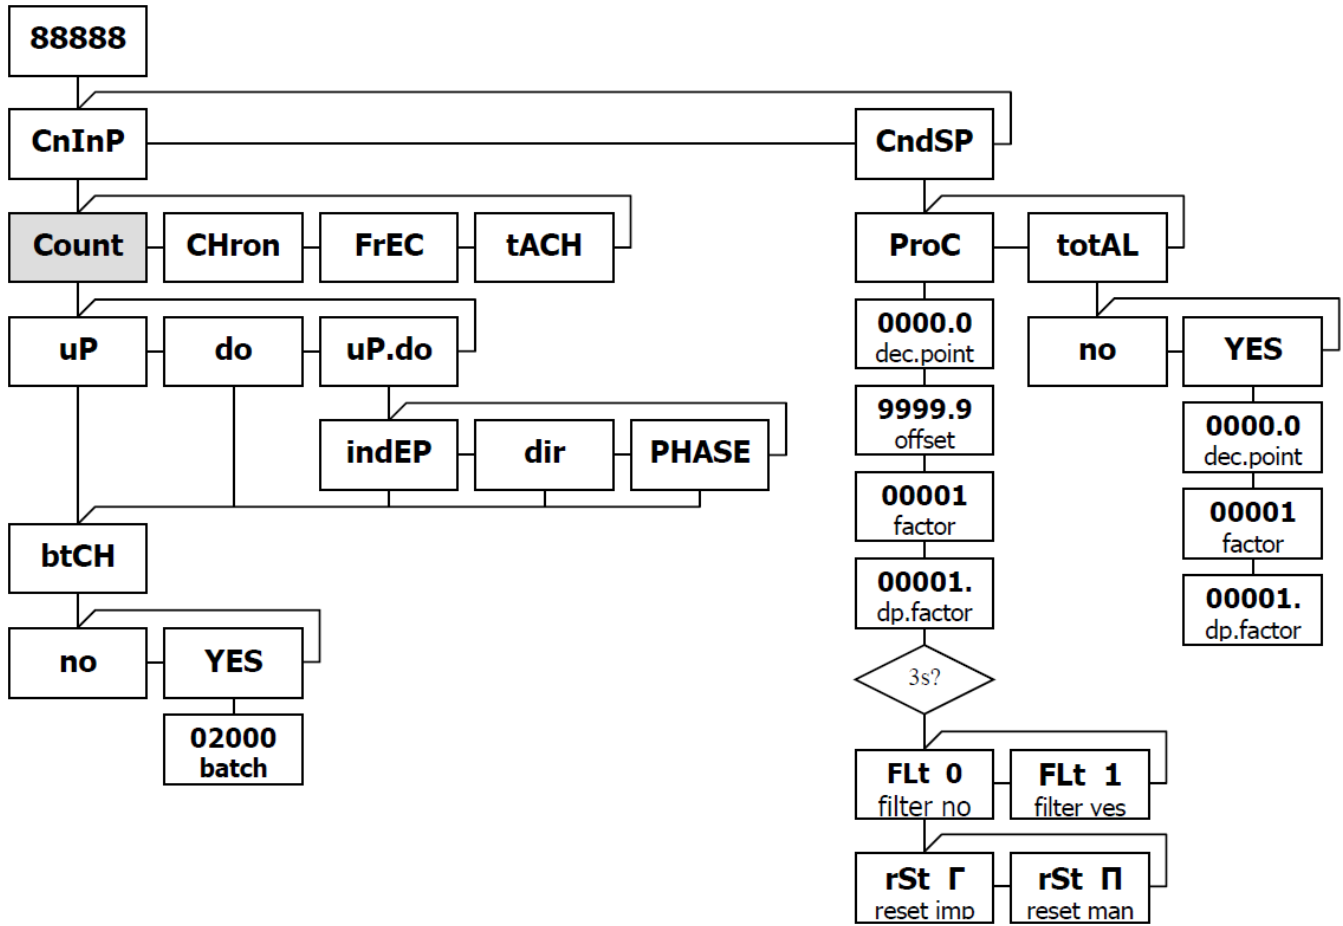 88888
CnInP
CndSP
Count
CHron
FrEC
tACH
ProC
totAL
uP
do
uP.do
0000.0
dec.point
no
YES
indEP
dir
PHASE
9999.9
offset
0000.0
dec.point
00001
factor
00001
factor
btCH
00001.
dp.factor
00001.
dp.factor
no
YES
3s?
02000
batch
FLt 0
filter no
FLt 1
filter yes
rSt Γ
reset imp
rSt Π
reset man